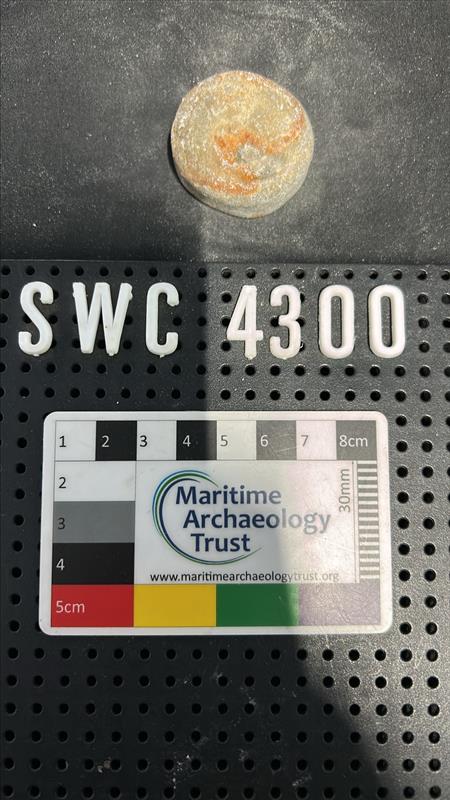 SWC 4300
1 2 3 4 5 6 7 8cm
2
3
4
5cm
30mm
Maritime
Archaeology
Trust
www.maritimearchaeologytrust.org